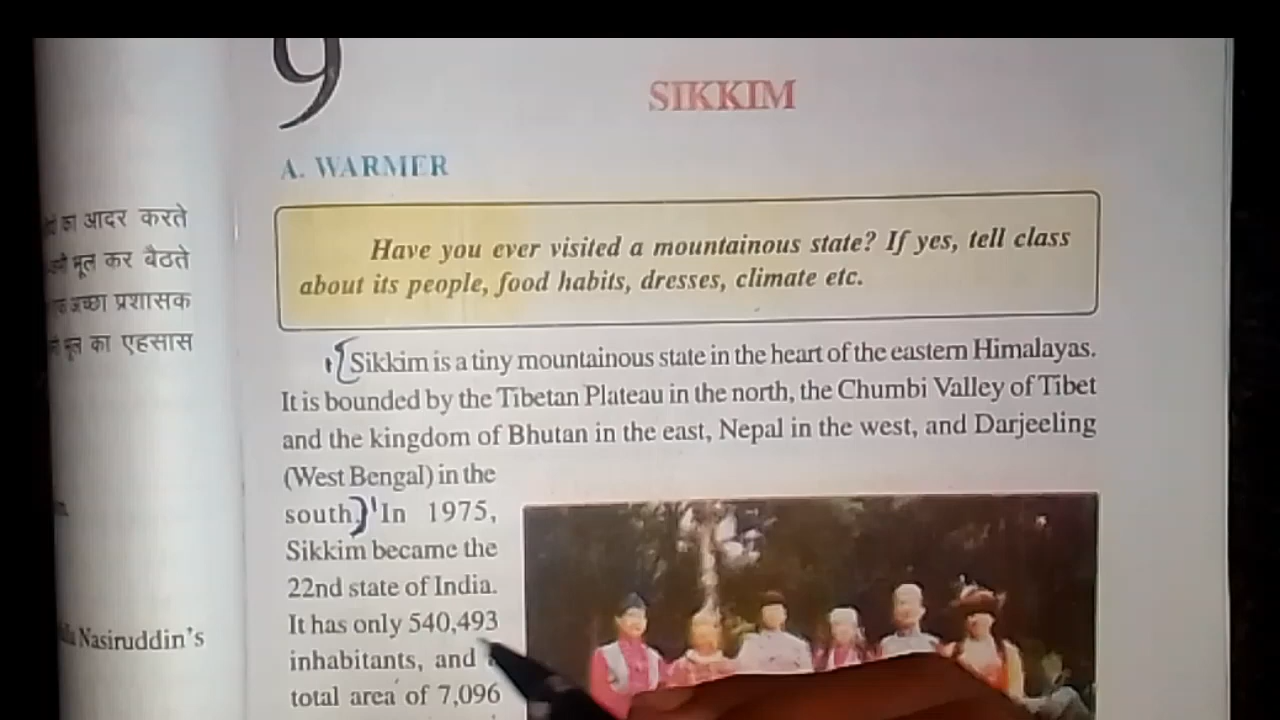 का आदर करते
भूल कर बैठते
अच्छा प्रशासक
भूल का एहसास
Nasiruddin's
9
SIKKIM
A. WARMER
Have you ever visited a mountainous state? If yes, tell class
about its people, food habits, dresses, climate etc.
Sikkim is a tiny mountainous state in the heart of the eastern Himalayas.
It is bounded by the Tibetan Plateau in the north, the Chumbi Valley of Tibet
and the kingdom of Bhutan in the east, Nepal in the west, and Darjeeling
(West Bengal) in the
south. In 1975,
Sikkim became the
22nd state of India.
It has only 540,493
inhabitants, and
total area of 7,096